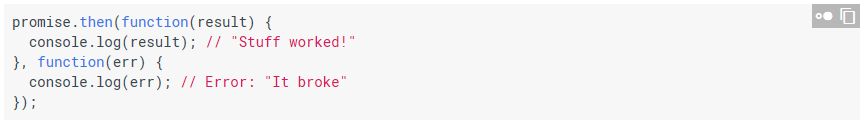 promise.then(function(result) {
  console.log(result); // "Stuff worked!"
}, function(err) {
  console.log(err); // Error: "It broke"
});